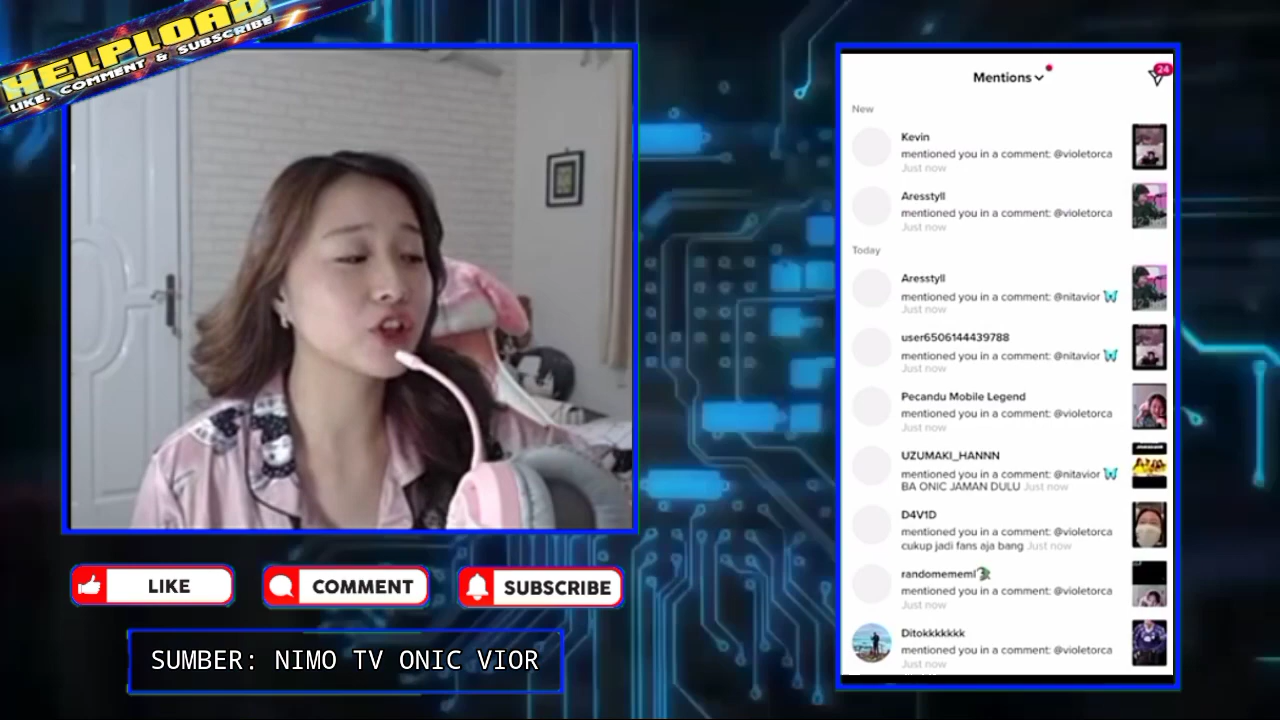 HELPLOAD
LIKE, COMMENT & SUBSCRIBE
Mentions
24
New
Kevin
mentioned you in a comment: @violetorca
Just now
Aresstyll
mentioned you in a comment: @violetorca
Just now
Today
Aresstyll
mentioned you in a comment: @nitavior
Just now
user6506144439788
mentioned you in a comment: @nitavior
Just now
Pecandu Mobile Legend
mentioned you in a comment: @violetorca
Just now
UZUMAKI_HANNN
mentioned you in a comment: @nitavior
BA ONIC JAMAN DULU Just now
D4V1D
mentioned you in a comment: @violetorca
cukup jadi fans aja bang Just now
randomememl
mentioned you in a comment: @violetorca
Just now
Ditokkkkkkk
mentioned you in a comment: @violetorca
Just now
LIKE
COMMENT
SUBSCRIBE
SUMBER: NIMO TV ONIC VIOR